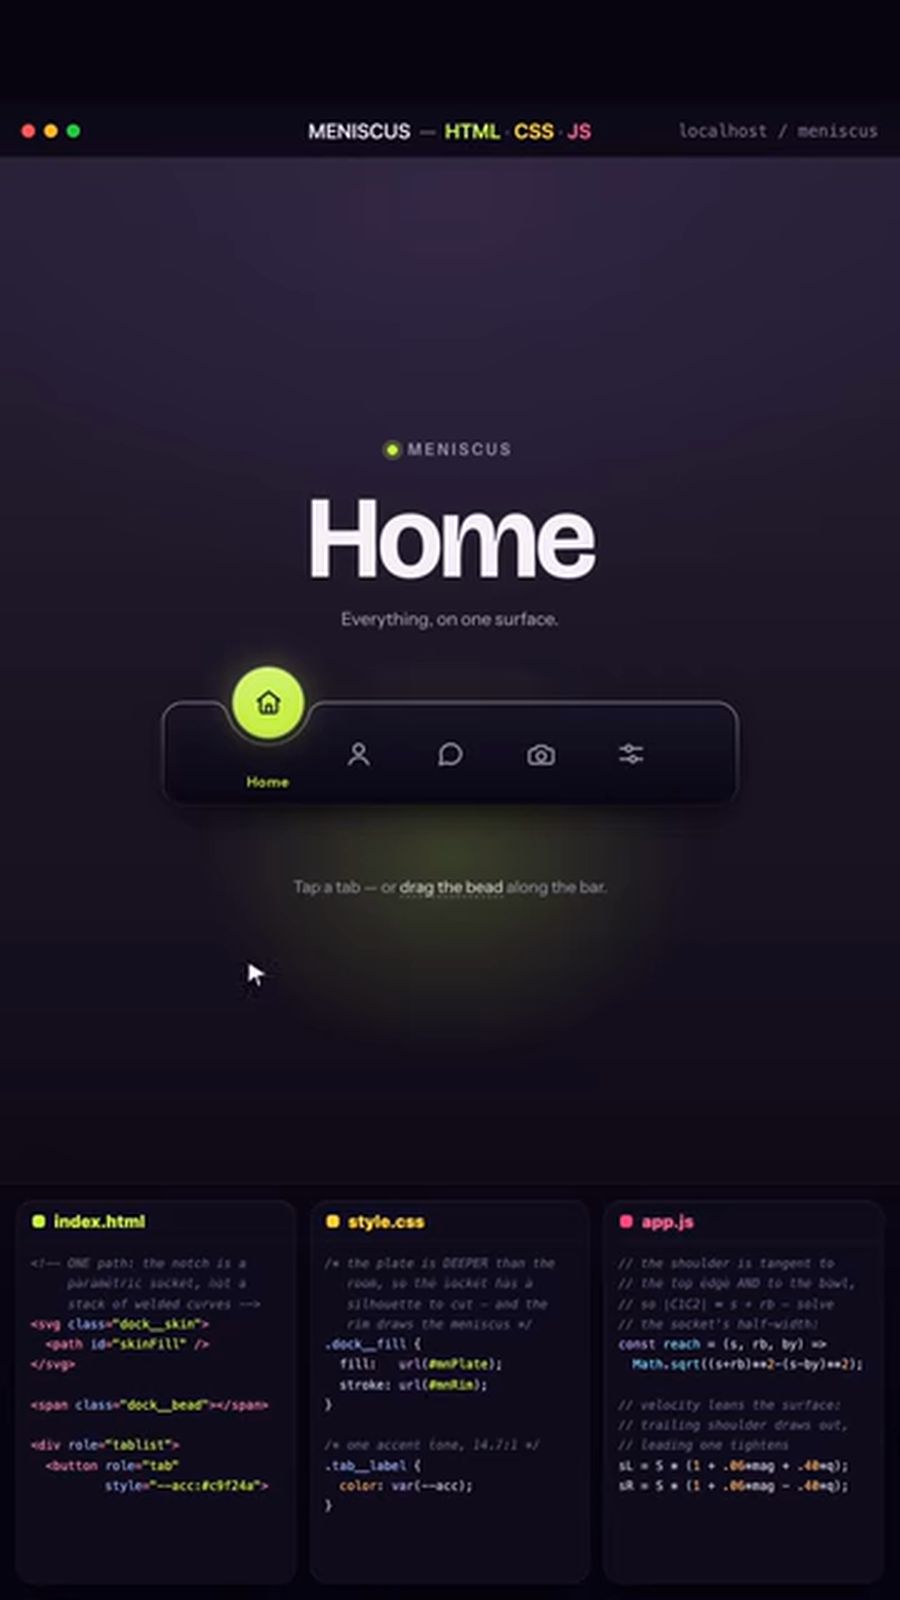 MENISCUS — HTML · CSS · JS
localhost / meniscus
MENISCUS
Home
Everything, on one surface.
Home
Tap a tab — or drag the bead along the bar.
index.html
<!-- ONE path: the notch is a
parametric socket, not a
stack of welded curves -->
<svg class="dock__skin">
<path id="skinFill" />
</svg>
<span class="dock__bead"></span>
<div role="tablist">
<button role="tab"
style="--acc:#c9f24a">
style.css
/* the plate is DEEPER than the
room, so the socket has a
silhouette to cut — and the
rim draws the meniscus */
.dock__fill {
fill: url(#mnPlate);
stroke: url(#mnRim);
}
/* one accent tone, 14.7:1 */
.tab__label {
color: var(--acc);
}
app.js
// the shoulder is tangent to
// the top edge AND to the bowl,
// so |C1C2| = s + rb — solve
// the socket's half-width:
const reach = (s, rb, by) =>
Math.sqrt((s+rb)**2-(s-by)**2);
// velocity leans the surface:
// trailing shoulder draws out,
// leading one tightens
sL = S * (1 + .06*mag + .40*q);
sR = S * (1 + .06*mag - .40*q);